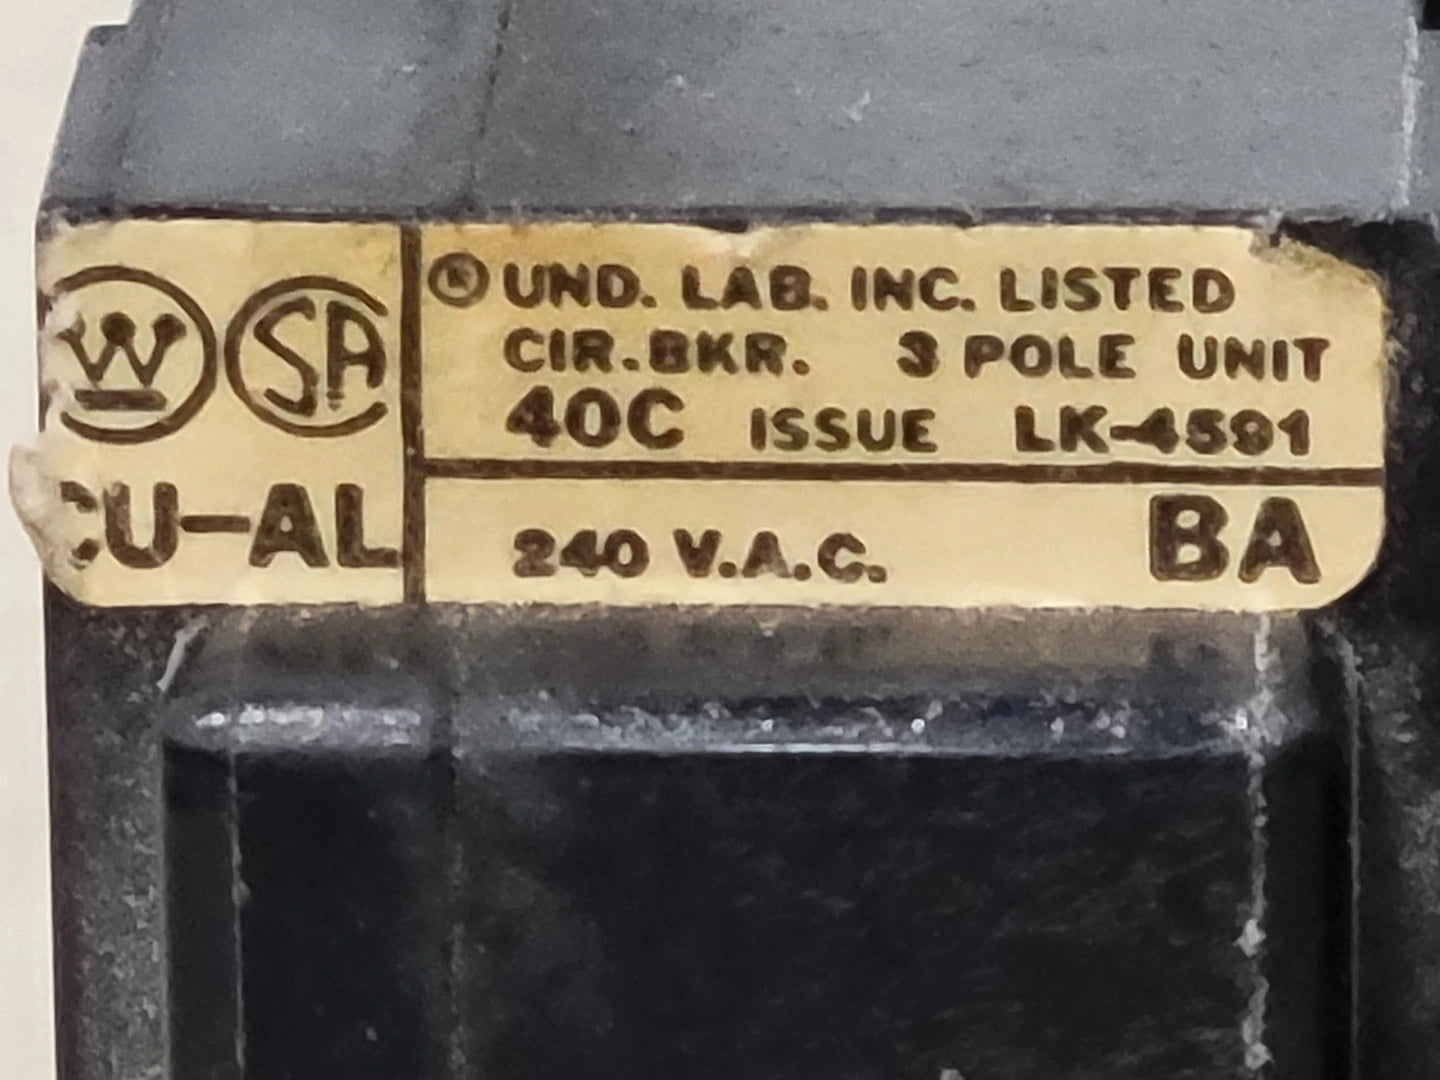 W
SA
CU-AL
UND. LAB. INC. LISTED
CIR. BKR. 3 POLE UNIT
40C ISSUE LK-4591
240 V.A.C. BA